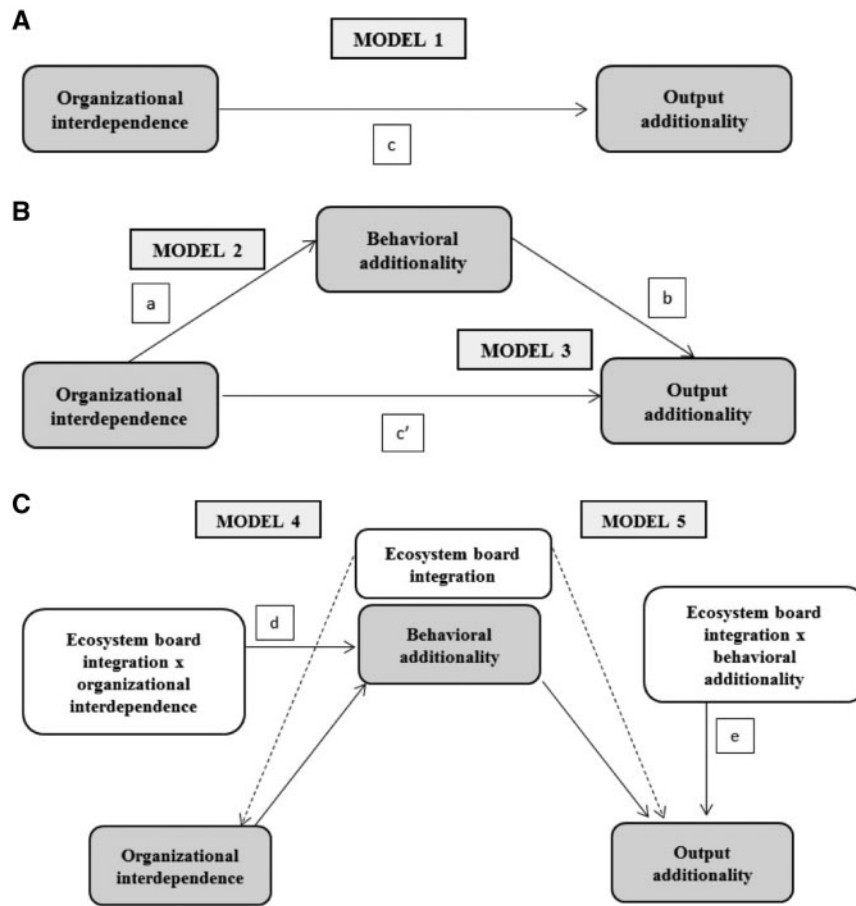 A
MODEL 1
Organizational
interdependence
Output
additionality
c
B
MODEL 2
Behavioral
additionality
a
b
MODEL 3
Organizational
interdependence
Output
additionality
c'
C
MODEL 4
MODEL 5
Ecosystem board
integration
Ecosystem board
integration x
organizational
interdependence
d
Behavioral
additionality
Ecosystem board
integration x
behavioral
additionality
e
Organizational
interdependence
Output
additionality